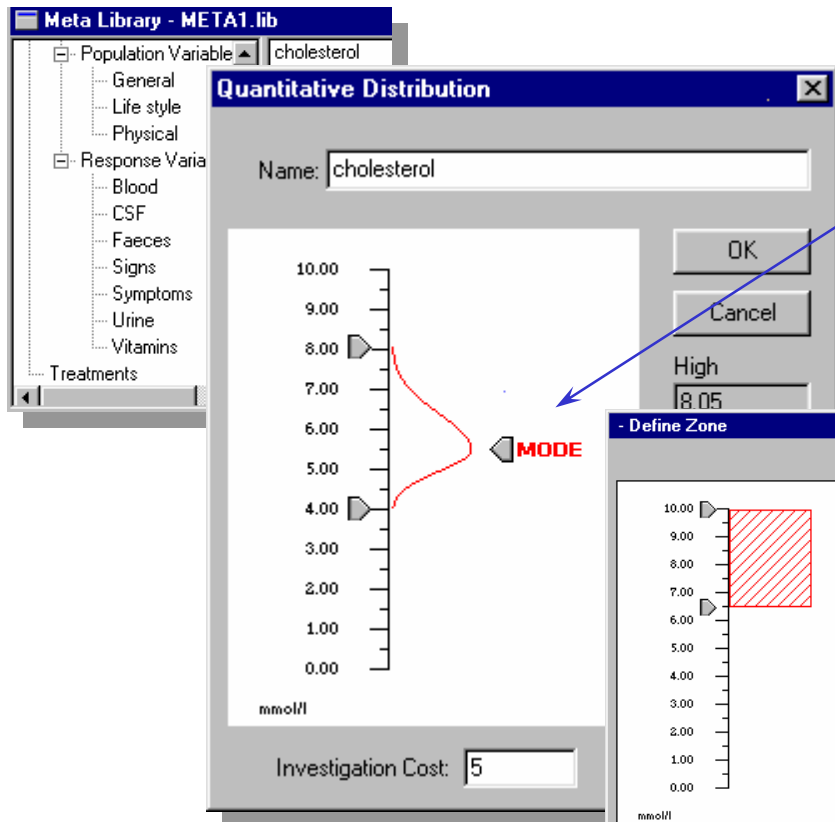 Meta Library - META1.lib
Population Variable
cholesterol
General
Life style
Physical
Response Varia
Blood
CSF
Faeces
Signs
Symptoms
Urine
Vitamins
Treatments
Quantitative Distribution
Name: cholesterol
OK
Cancel
High
8.05
10.00
9.00
8.00
7.00
6.00
5.00
4.00
3.00
2.00
1.00
0.00
MODE
mmol/l
Investigation Cost: 5
- Define Zone
10.00
9.00
8.00
7.00
6.00
5.00
4.00
3.00
2.00
1.00
0.00
mmol/l